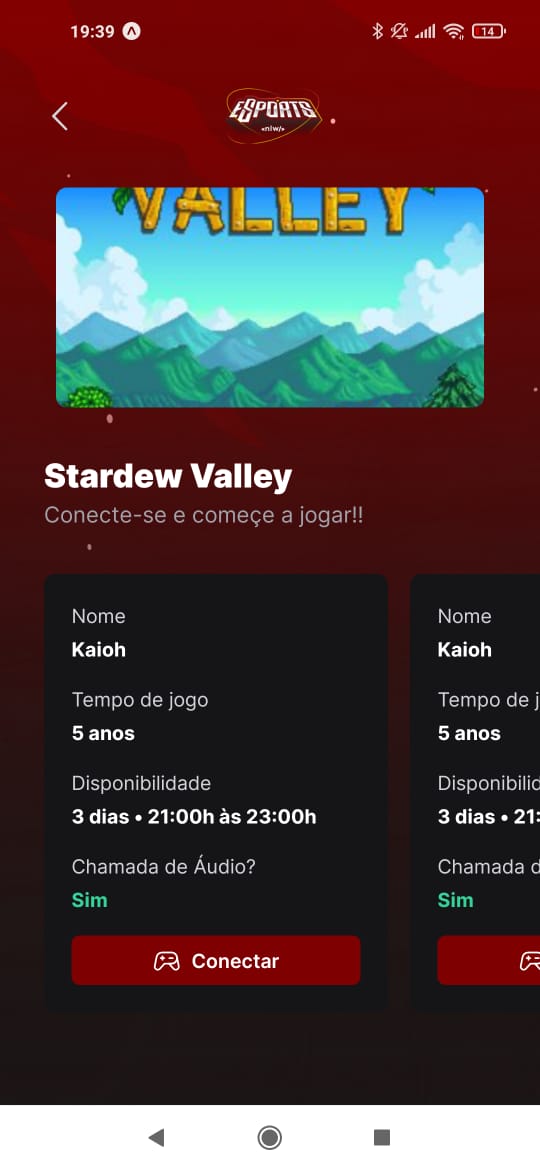 19:39
14
ESPORTS
«nlw/»
VALLEY
Stardew Valley
Conecte-se e começe a jogar!!
Nome
Kaioh
Tempo de jogo
5 anos
Disponibilidade
3 dias • 21:00h às 23:00h
Chamada de Áudio?
Sim
Conectar
Nome
Kaioh
Tempo de j
5 anos
Disponibilid
3 dias • 21:
Chamada d
Sim